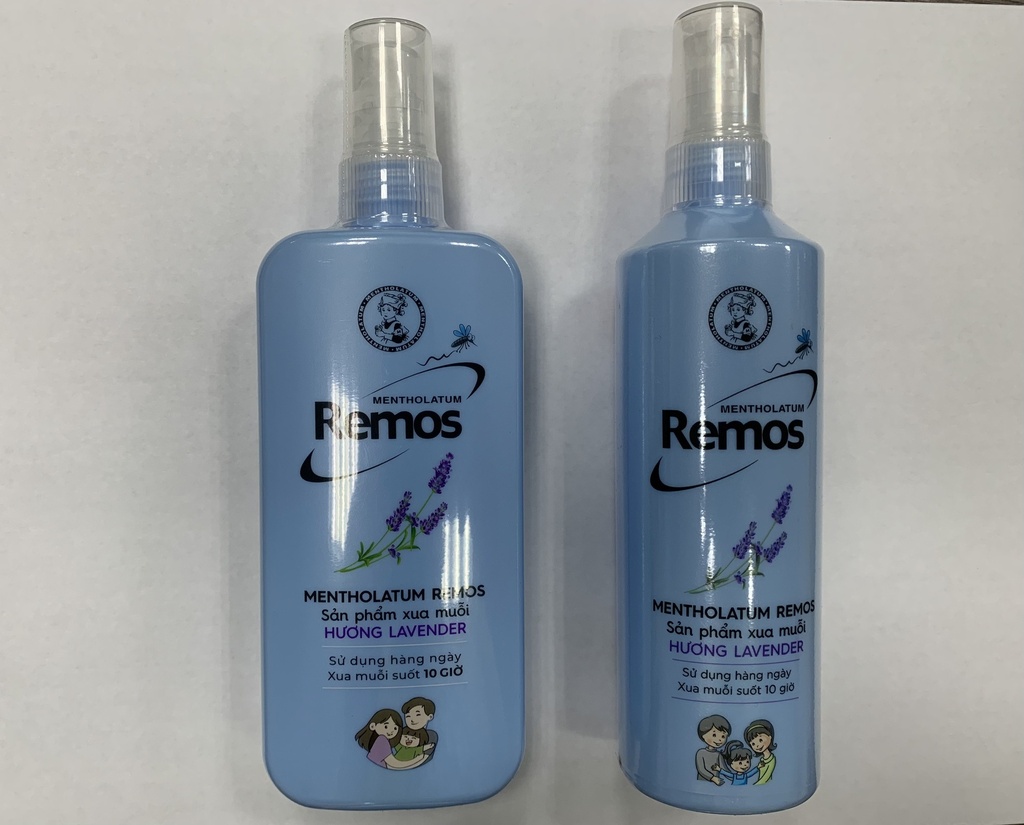 MENTHOLATUM
MENTHOLATUM
Remos
MENTHOLATUM REMOS
Sản phẩm xua muỗi
HƯƠNG LAVENDER
Sử dụng hàng ngày
Xua muỗi suốt 10 GIỜ
MENTHOLATUM
MENTHOLATUM
Remos
MENTHOLATUM REMOS
Sản phẩm xua muỗi
HƯƠNG LAVENDER
Sử dụng hàng ngày
Xua muỗi suốt 10 giờ